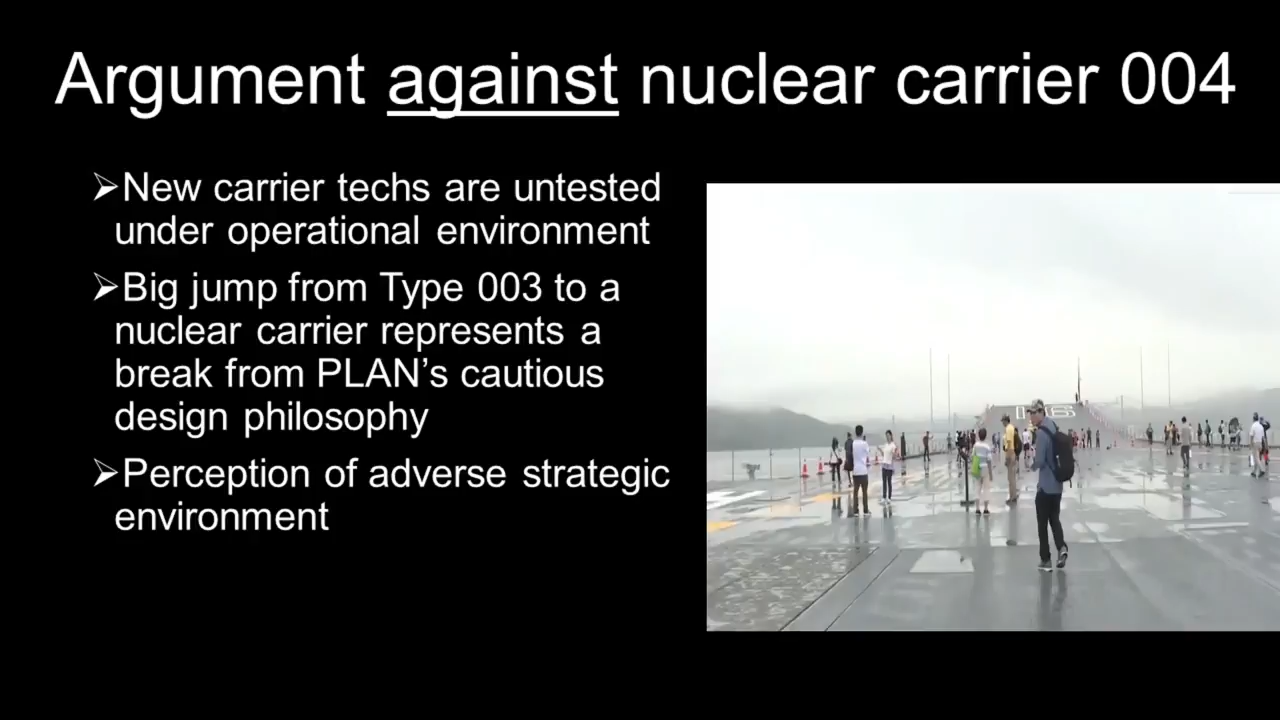 Argument against nuclear carrier 004
➢New carrier techs are untested
under operational environment
➢Big jump from Type 003 to a
nuclear carrier represents a
break from PLAN’s cautious
design philosophy
➢Perception of adverse strategic
environment